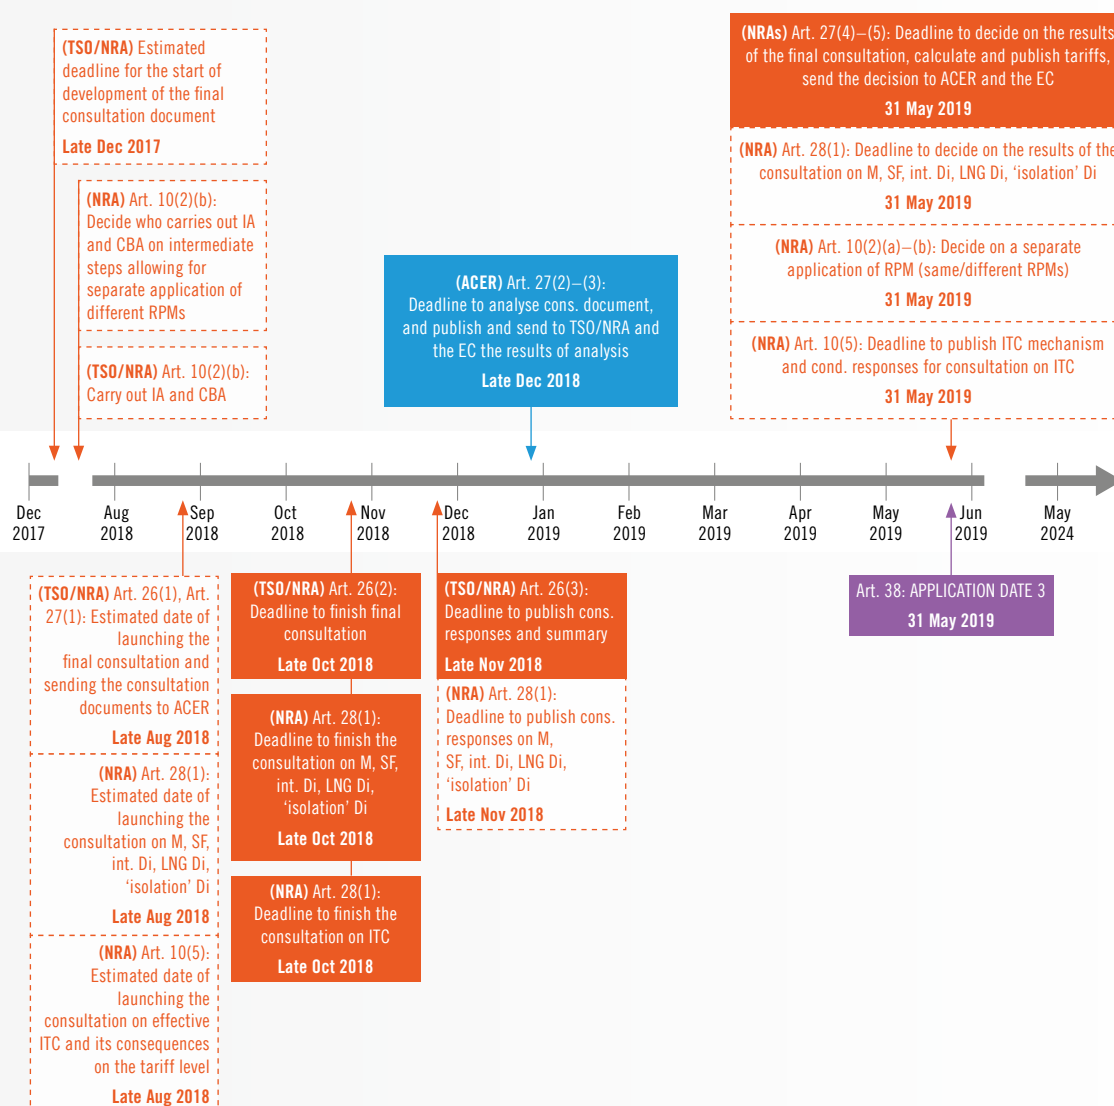 (TSO/NRA) Estimated
deadline for the start of
development of the final
consultation document
Late Dec 2017
(NRA) Art. 10(2)(b):
Decide who carries out IA
and CBA on intermediate
steps allowing for
separate application of
different RPMs
(TSO/NRA) Art. 10(2)(b):
Carry out IA and CBA
(ACER) Art. 27(2)–(3):
Deadline to analyse cons. document,
and publish and send to TSO/NRA and
the EC the results of analysis
Late Dec 2018
(NRAs) Art. 27(4)–(5): Deadline to decide on the results
of the final consultation, calculate and publish tariffs,
send the decision to ACER and the EC
31 May 2019
(NRA) Art. 28(1): Deadline to decide on the results of the
consultation on M, SF, int. Di, LNG Di, ‘isolation’ Di
31 May 2019
(NRA) Art. 10(2)(a)–(b): Decide on a separate
application of RPM (same/different RPMs)
31 May 2019
(NRA) Art. 10(5): Deadline to publish ITC mechanism
and cond. responses for consultation on ITC
31 May 2019
Dec
2017
Aug
2018
Sep
2018
Oct
2018
Nov
2018
Dec
2018
Jan
2019
Feb
2019
Mar
2019
Apr
2019
May
2019
Jun
2019
May
2024
(TSO/NRA) Art. 26(1), Art.
27(1): Estimated date of
launching the
final consultation and
sending the consultation
documents to ACER
Late Aug 2018
(NRA) Art. 28(1):
Estimated date of
launching the
consultation on M, SF,
int. Di, LNG Di,
‘isolation’ Di
Late Aug 2018
(NRA) Art. 10(5):
Estimated date of
launching the
consultation on effective
ITC and its consequences
on the tariff level
Late Aug 2018
(TSO/NRA) Art. 26(2):
Deadline to finish final
consultation
Late Oct 2018
(NRA) Art. 28(1):
Deadline to finish the
consultation on M, SF,
int. Di, LNG Di,
‘isolation’ Di
Late Oct 2018
(NRA) Art. 28(1):
Deadline to finish the
consultation on ITC
Late Oct 2018
(TSO/NRA) Art. 26(3):
Deadline to publish cons.
responses and summary
Late Nov 2018
(NRA) Art. 28(1):
Deadline to publish cons.
responses on M,
SF, int. Di, LNG Di,
‘isolation’ Di
Late Nov 2018
Art. 38: APPLICATION DATE 3
31 May 2019